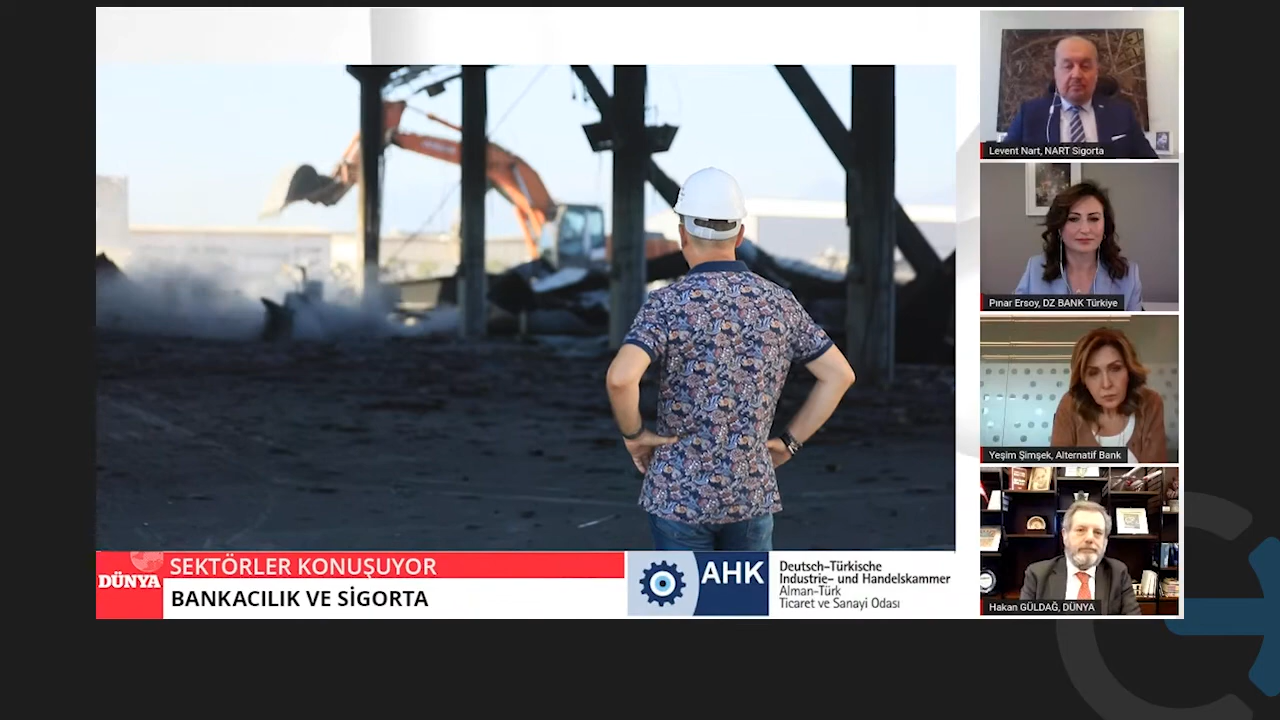 Levent Nart, NART Sigorta
Pınar Ersoy, DZ BANK Türkiye
Yeşim Şimşek, Alternatif Bank
Hakan GÜLDAĞ, DÜNYA
DÜNYA
SEKTÖRLER KONUŞUYOR
BANKACILIK VE SİGORTA
AHK
Deutsch-Türkische
Industrie- und Handelskammer
Alman-Türk
Ticaret ve Sanayi Odası